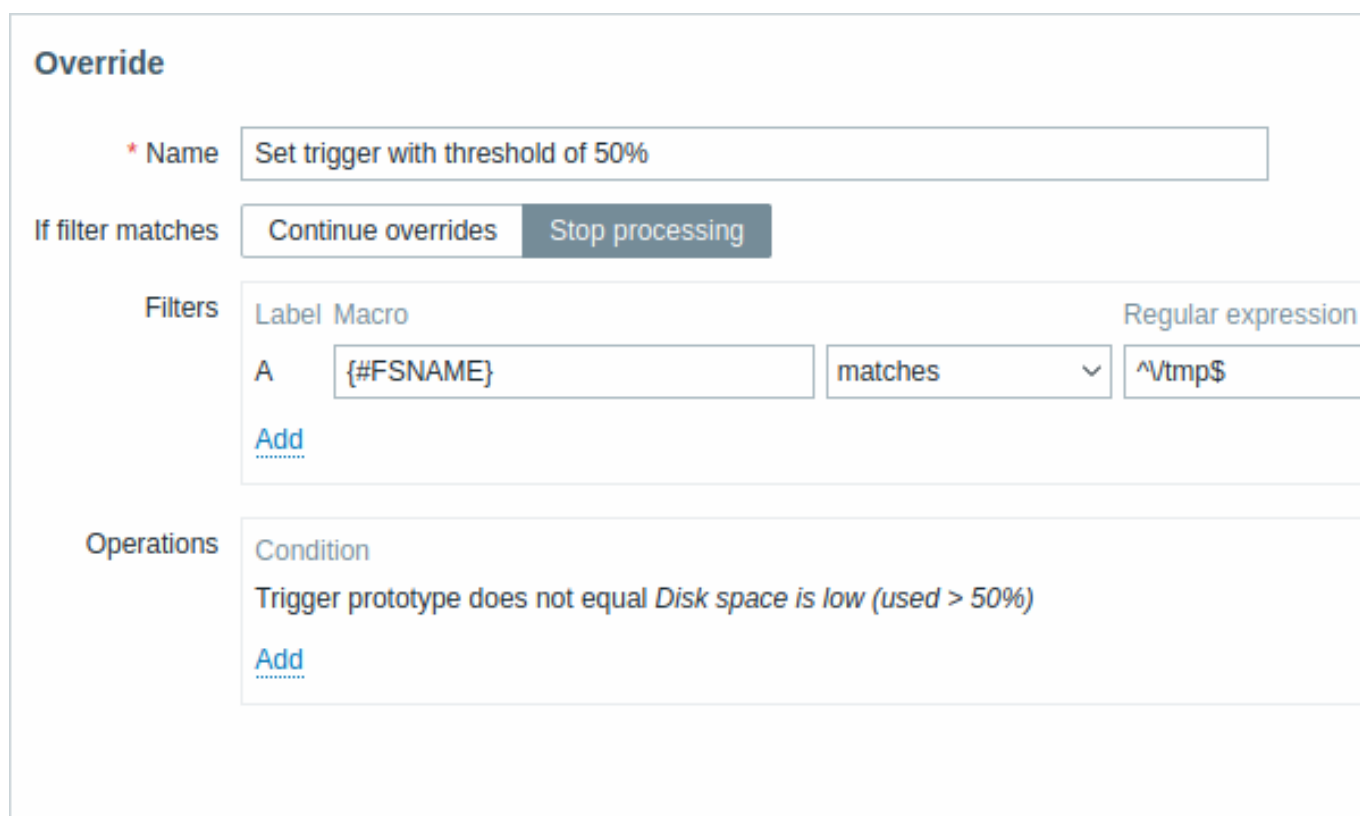 Override
* Name Set trigger with threshold of 50%
If filter matches Continue overrides Stop processing
Filters Label Macro Regular expression
A {#FSNAME} matches ^\/tmp$
Add
Operations Condition
Trigger prototype does not equal Disk space is low (used > 50%)
Add